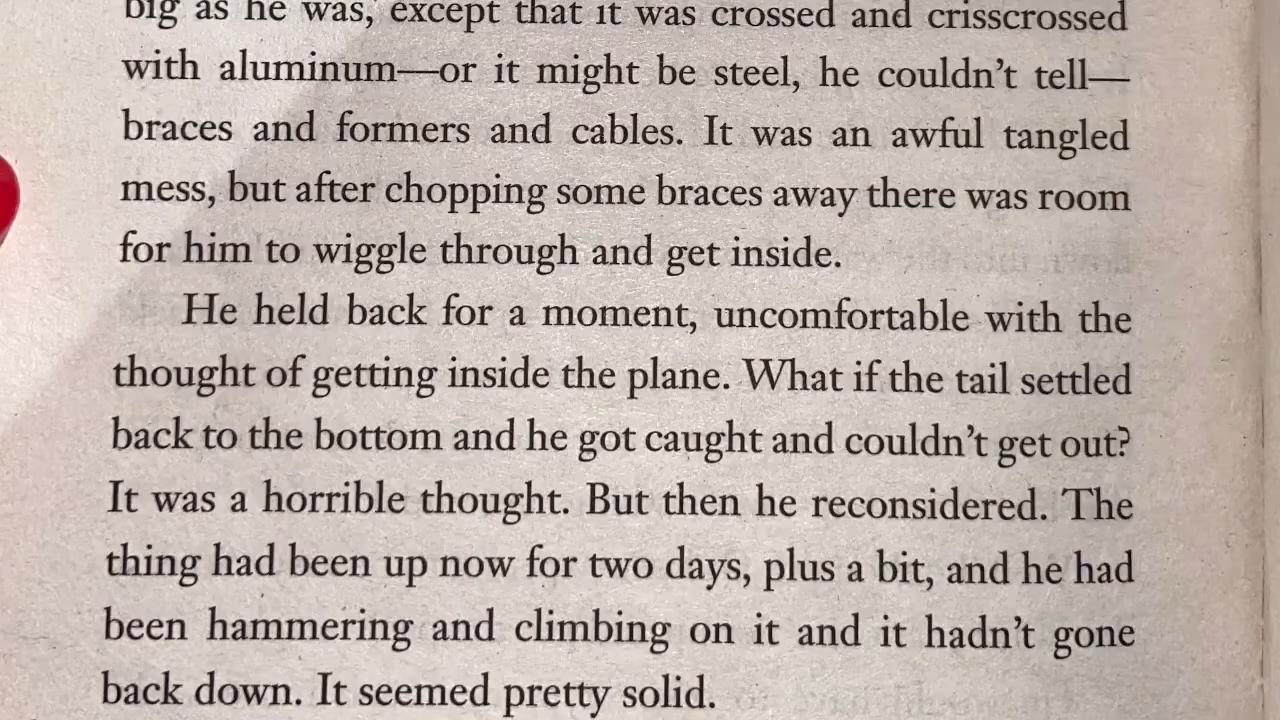 big as he was, except that it was crossed and crisscrossed
with aluminum—or it might be steel, he couldn't tell—
braces and formers and cables. It was an awful tangled
mess, but after chopping some braces away there was room
for him to wiggle through and get inside.
He held back for a moment, uncomfortable with the
thought of getting inside the plane. What if the tail settled
back to the bottom and he got caught and couldn't get out?
It was a horrible thought. But then he reconsidered. The
thing had been up now for two days, plus a bit, and he had
been hammering and climbing on it and it hadn't gone
back down. It seemed pretty solid.